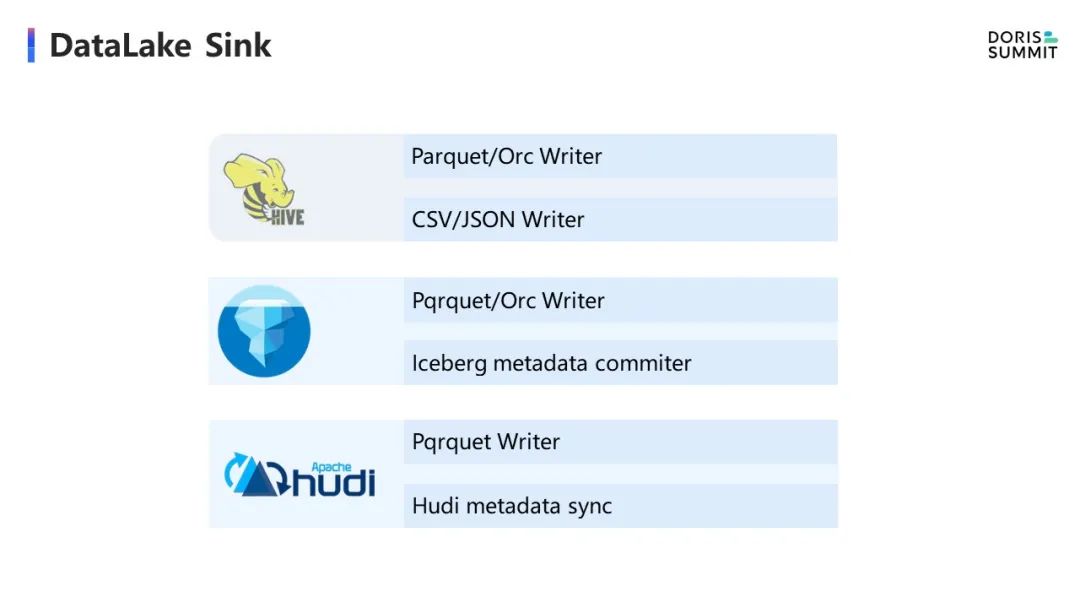 DataLake Sink
DORIS
SUMMIT
HIVE
Parquet/Orc Writer
CSV/JSON Writer
Pqrquet/Orc Writer
Iceberg metadata commiter
Apache
hudi
Pqrquet Writer
Hudi metadata sync